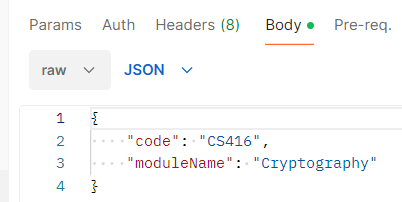 Params Auth Headers (8) Body Pre-req.
raw JSON
1 {
2 "code": "CS416",
3 "moduleName": "Cryptography"
4 }